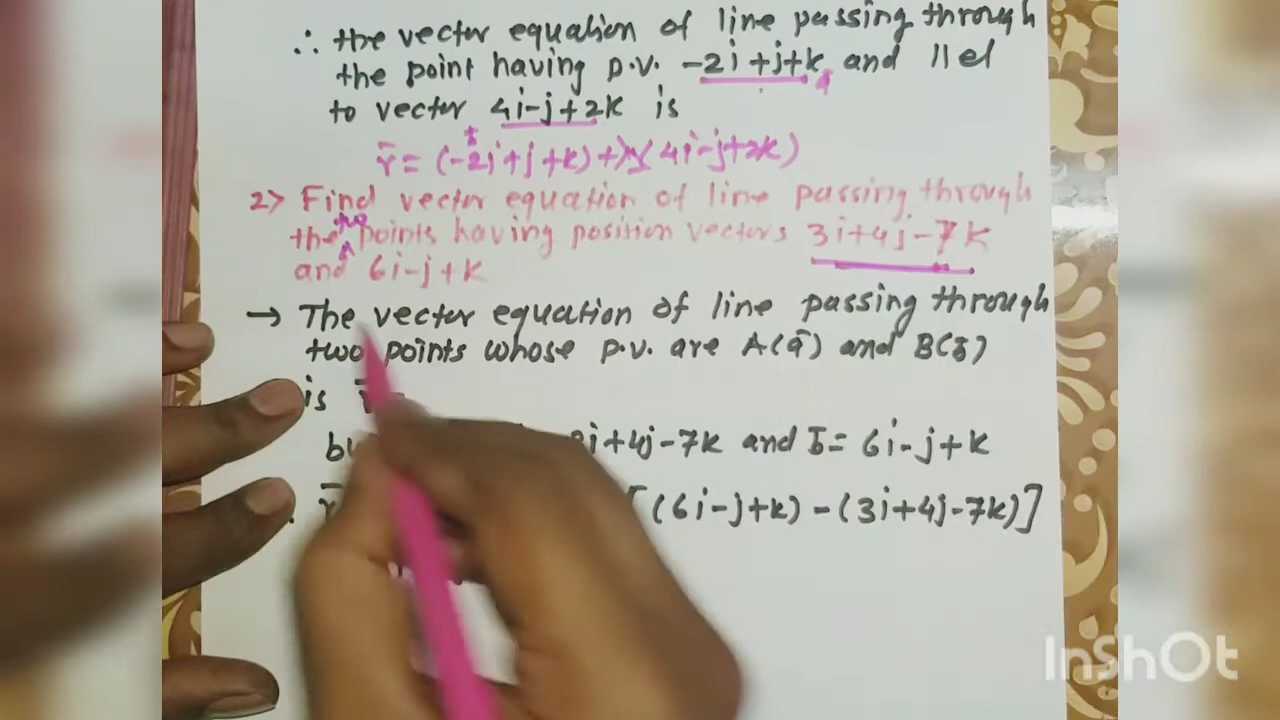 ∴ the vector equation of line passing through
the point having p.v. -2i+j+k and llel
to vector 4i-j+2k is
r̄ = (-2i+j+k) + λ(4i-j+2k)
2> Find vector equation of line passing through
the two points having position vectors 3i+4j-7k
and 6i-j+k
→ The vector equation of line passing through
two points whose p.v. are A(ā) and B(b̄)
is
i+4j-7k and b̄ = 6i-j+k
[(6i-j+k) - (3i+4j-7k)]
InShOt